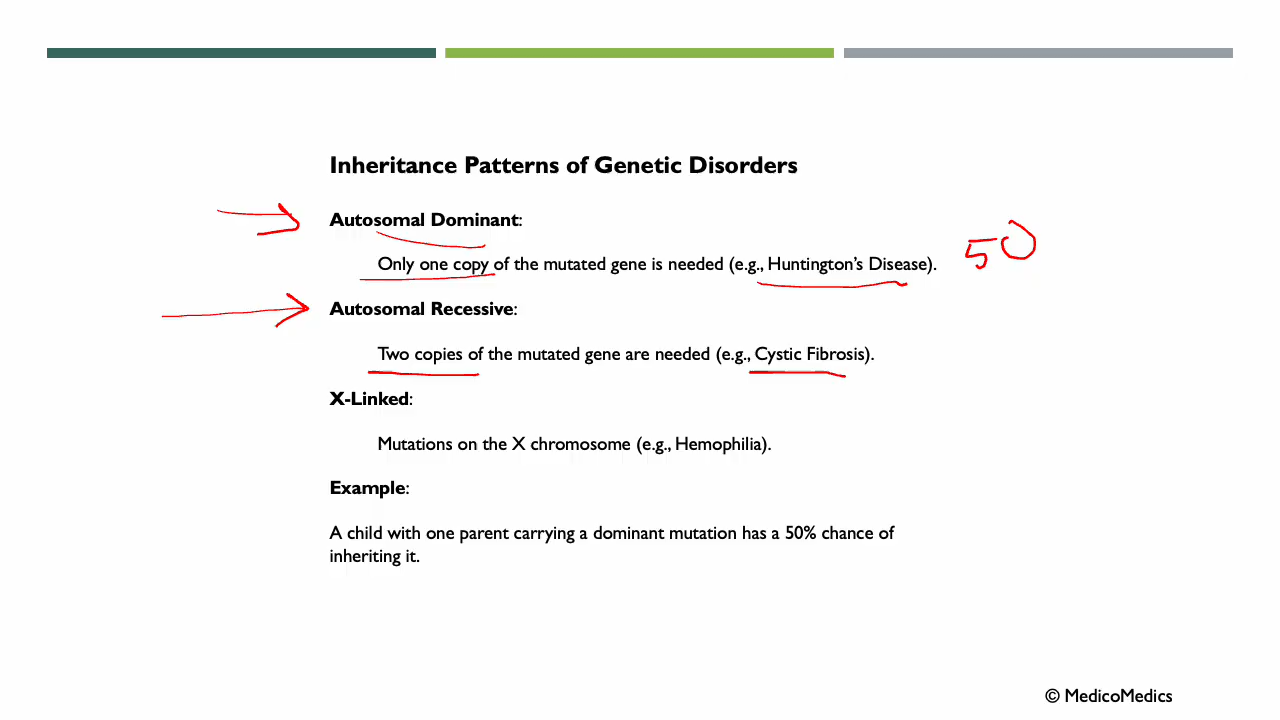 Inheritance Patterns of Genetic Disorders
Autosomal Dominant:
Only one copy of the mutated gene is needed (e.g., Huntington's Disease).
50
Autosomal Recessive:
Two copies of the mutated gene are needed (e.g., Cystic Fibrosis).
X-Linked:
Mutations on the X chromosome (e.g., Hemophilia).
Example:
A child with one parent carrying a dominant mutation has a 50% chance of
inheriting it.
© MedicoMedics